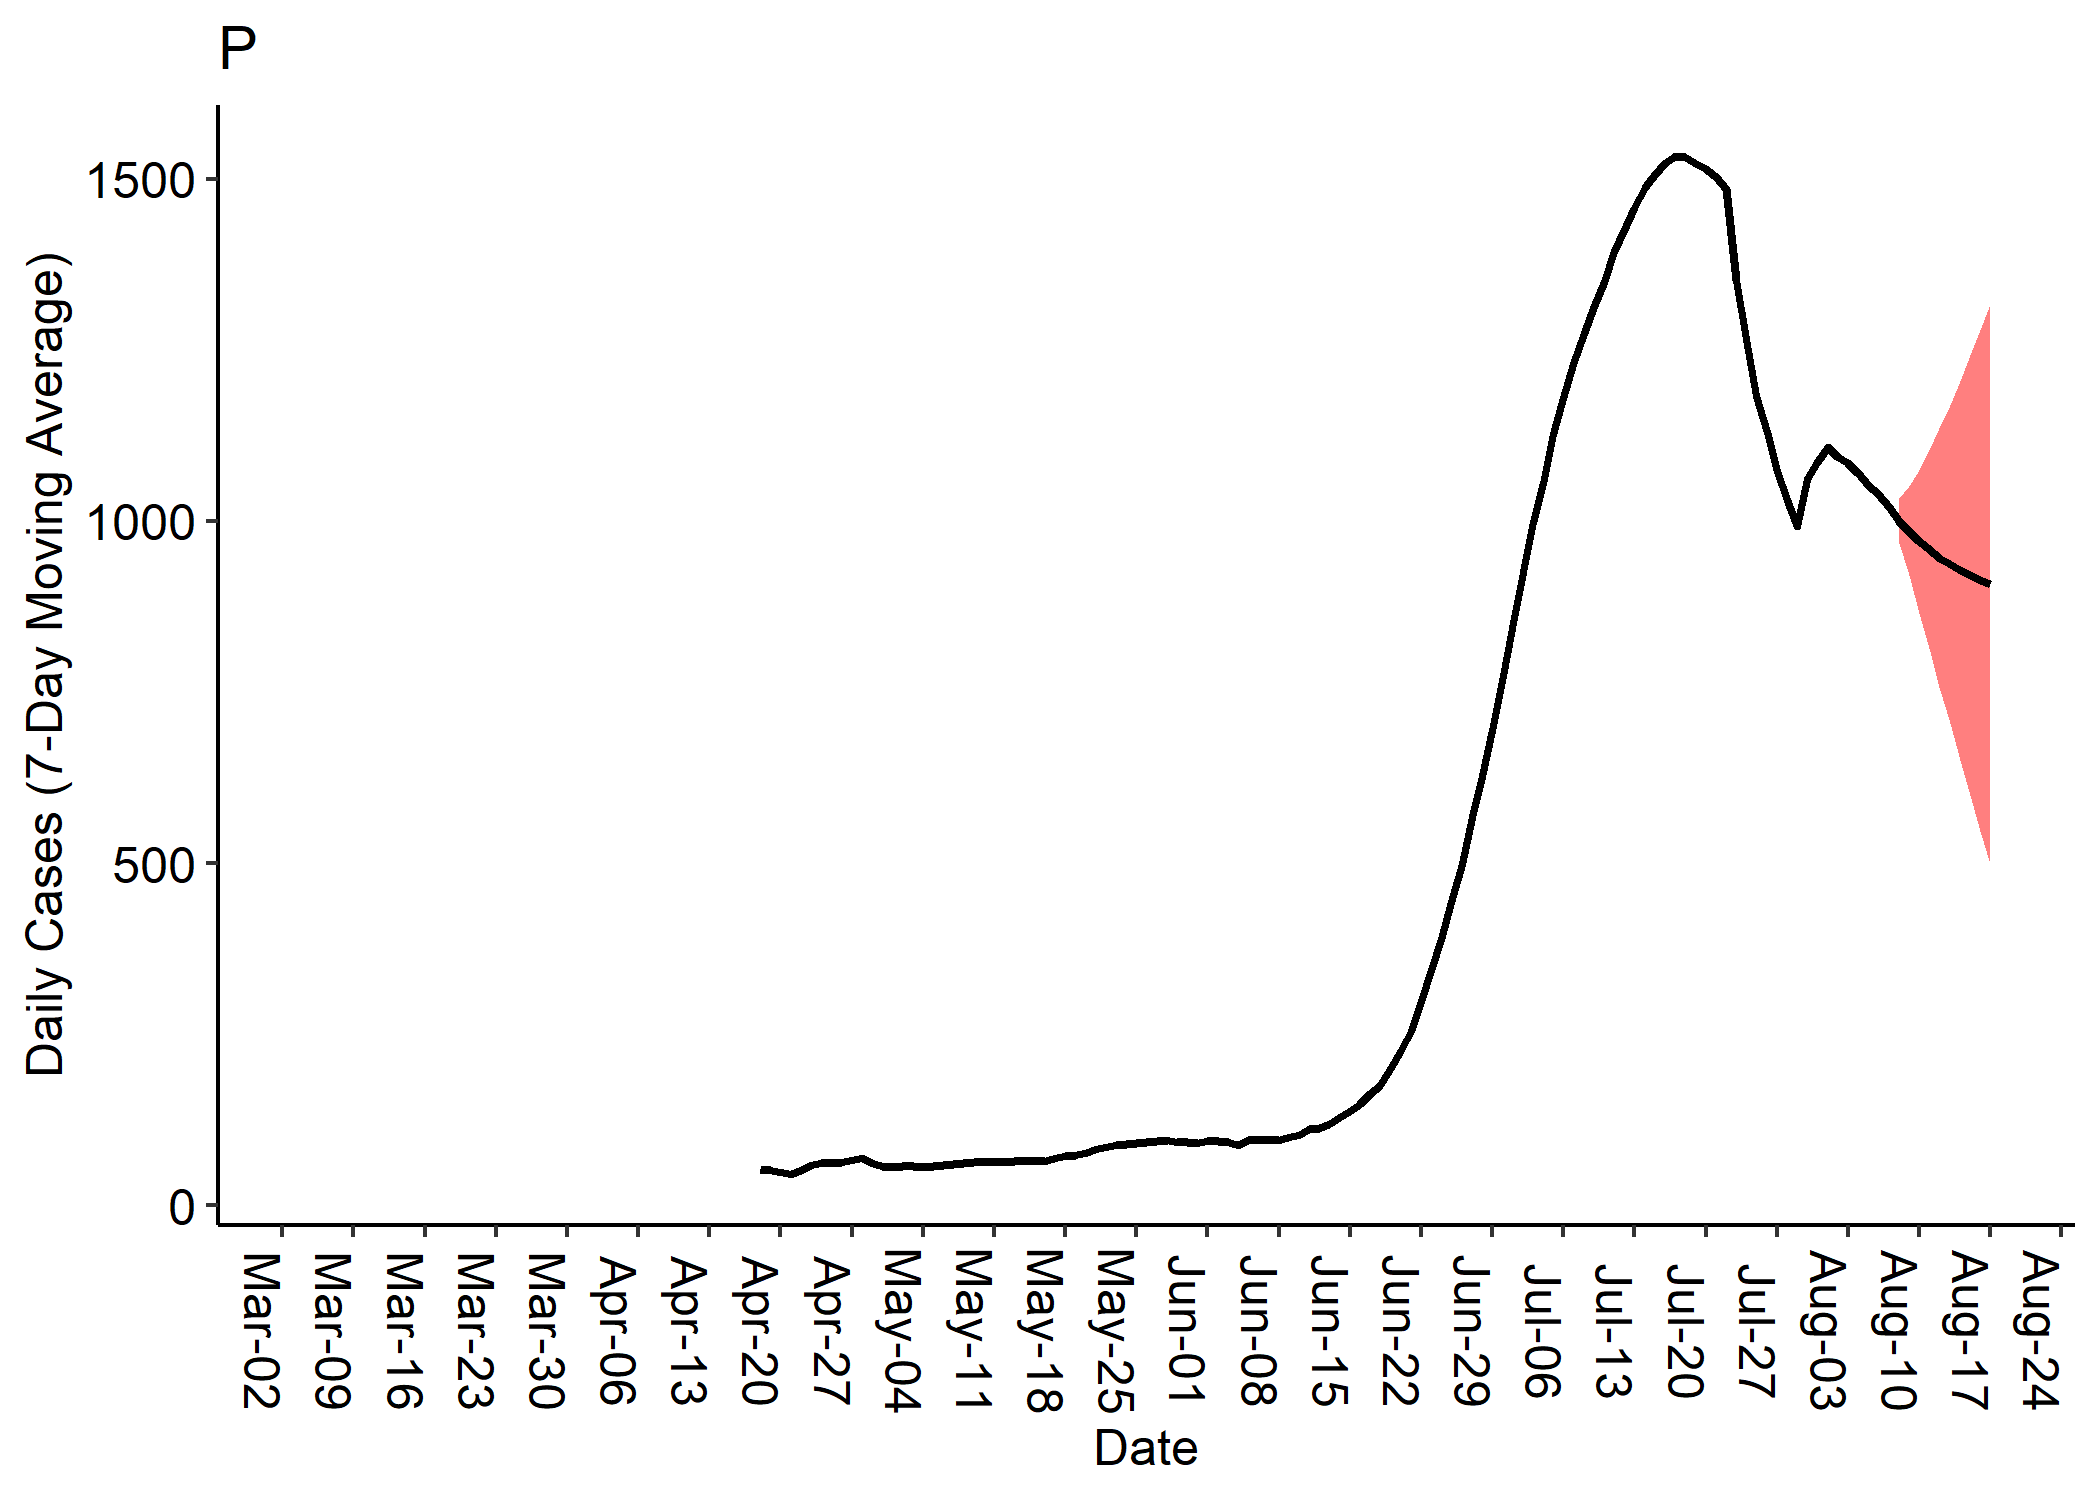 P
Daily Cases (7-Day Moving Average)
1500
1000
500
0
Mar-02
Mar-09
Mar-16
Mar-23
Mar-30
Apr-06
Apr-13
Apr-20
Apr-27
May-04
May-11
May-18
May-25
Jun-01
Jun-08
Jun-15
Jun-22
Jun-29
Jul-06
Jul-13
Jul-20
Jul-27
Aug-03
Aug-10
Aug-17
Aug-24
Date